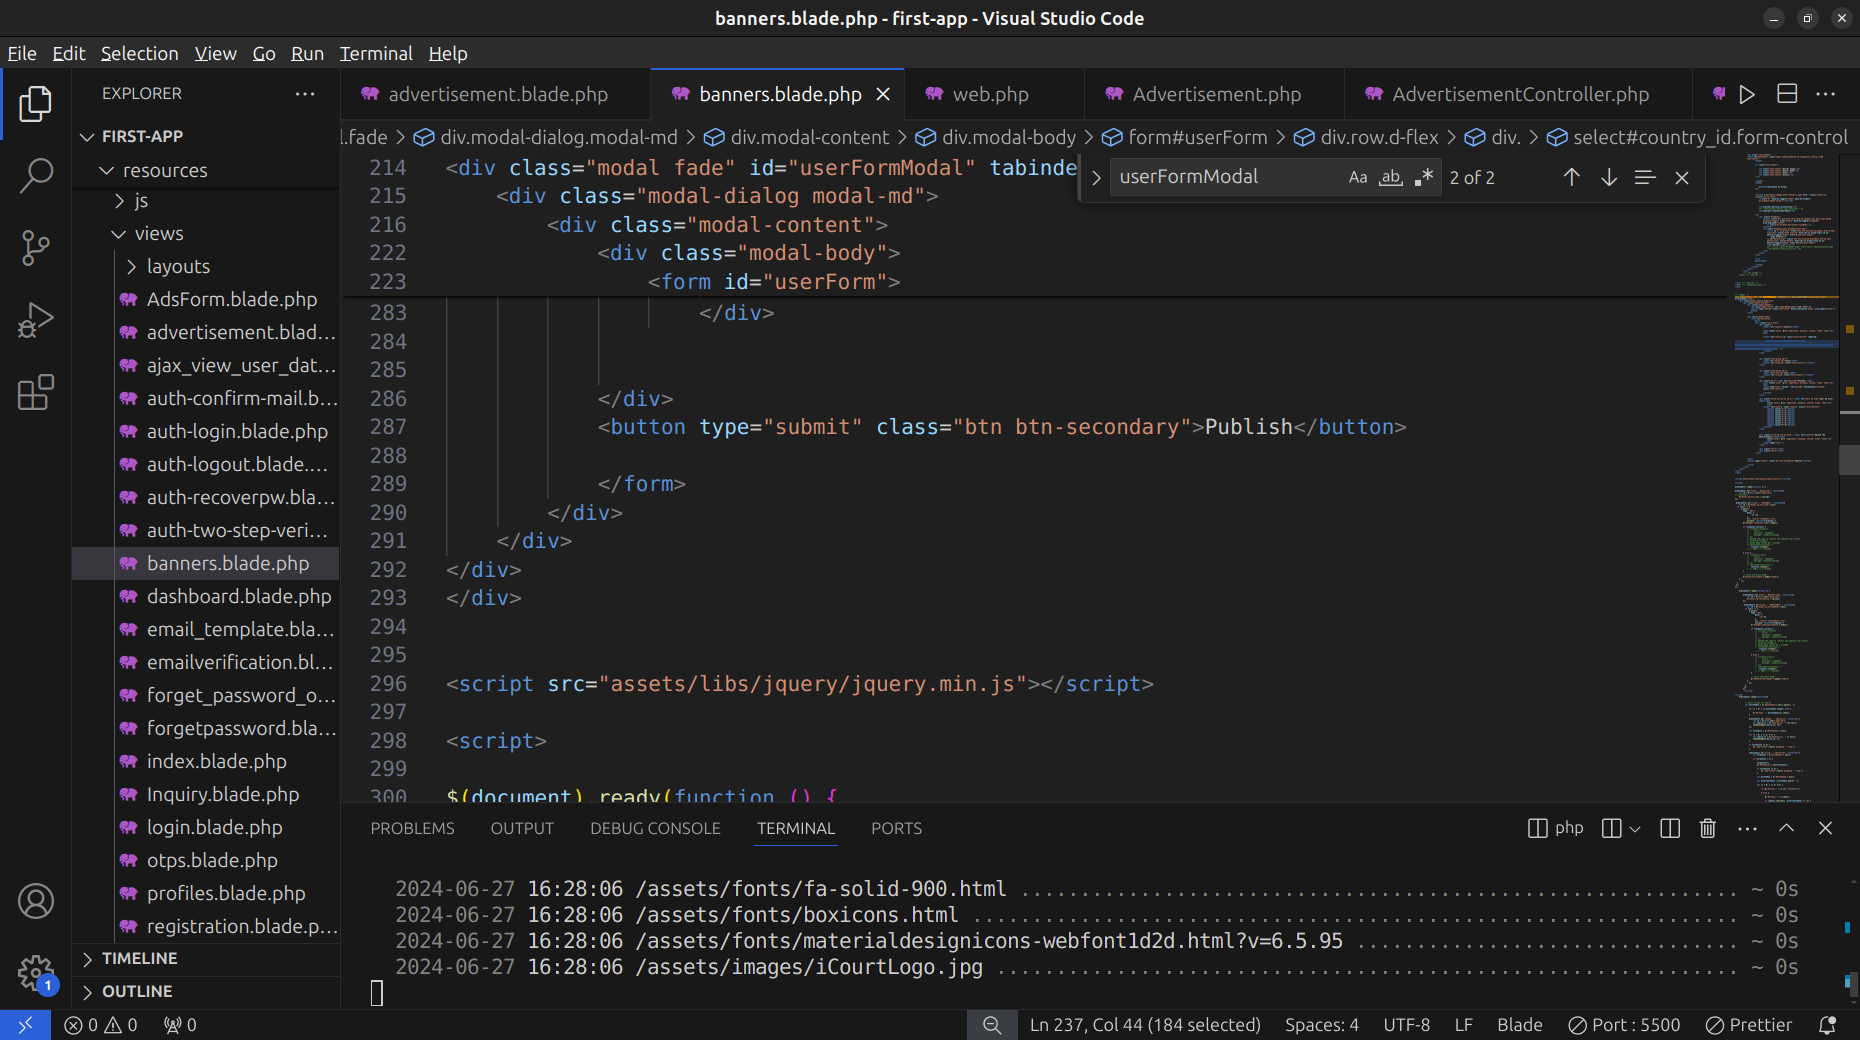 banners.blade.php - first-app - Visual Studio Code
File Edit Selection View Go Run Terminal Help
EXPLORER
FIRST-APP
resources
js
views
layouts
AdsForm.blade.php
advertisement.blad...
ajax_view_user_dat...
auth-confirm-mail.b...
auth-login.blade.php
auth-logout.blade....
auth-recoverpw.bla...
auth-two-step-veri...
banners.blade.php
dashboard.blade.php
email_template.bla...
emailverification.bl...
forget_password_o...
forgetpassword.bla...
index.blade.php
Inquiry.blade.php
login.blade.php
otps.blade.php
profiles.blade.php
registration.blade.p...
TIMELINE
OUTLINE
advertisement.blade.php banners.blade.php web.php Advertisement.php AdvertisementController.php
l.fade > div.modal-dialog.modal-md > div.modal-content > div.modal-body > form#userForm > div.row.d-flex > div. > select#country_id.form-control
userFormModal Aa ab .* 2 of 2
214 <div class="modal fade" id="userFormModal" tabinde
215 <div class="modal-dialog modal-md">
216 <div class="modal-content">
222 <div class="modal-body">
223 <form id="userForm">
283 </div>
284
285
286 </div>
287 <button type="submit" class="btn btn-secondary">Publish</button>
288
289 </form>
290 </div>
291 </div>
292 </div>
293 </div>
294
295
296 <script src="assets/libs/jquery/jquery.min.js"></script>
297
298 <script>
299
300 $(document).ready(function () {
PROBLEMS OUTPUT DEBUG CONSOLE TERMINAL PORTS php
2024-06-27 16:28:06 /assets/fonts/fa-solid-900.html ........................................................... ~ 0s
2024-06-27 16:28:06 /assets/fonts/boxicons.html ............................................................... ~ 0s
2024-06-27 16:28:06 /assets/fonts/materialdesignicons-webfont1d2d.html?v=6.5.95 ................................ ~ 0s
2024-06-27 16:28:06 /assets/images/iCourtLogo.jpg ............................................................. ~ 0s
1
0 0 0 Ln 237, Col 44 (184 selected) Spaces: 4 UTF-8 LF Blade Port : 5500 Prettier